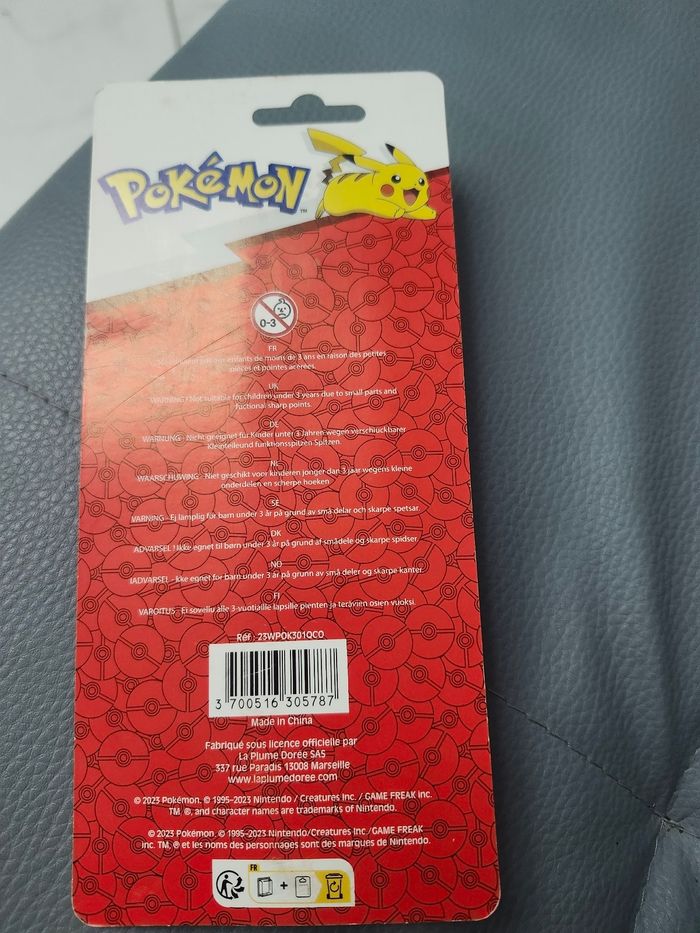 POKÉMON
™
0-3
FR
pas aux enfants de moins de 3 ans en raison des petites
pièces et pointes acérées.
UK
WARNING - Not suitable for children under 3 years due to small parts and
fuctional sharp points.
DE
WARNUNG - Nicht geeignet für Kinder unter 3 Jahren wegen verschluckbarer
Kleinteileund funktionsspitzen Spitzen.
NL
WAARSCHUWING - Niet geschikt voor kinderen jonger dan 3 jaar wegens kleine
onderdelen en scherpe hoeken
SE
VARNING - Ej lämplig for barn under 3 år på grund av små delar och skarpe spetsar.
DK
ADVARSEL ! Ikke egnet til børn under 3 år på grund af smådele og skarpe spidser.
NO
IADVARSEL - kke egnet for barn under 3 år på grunn av små deler og skarpe kanter.
FI
VAROITUS - Ei sovellu alle 3-vuotiaille lapsille pienten ja terävien osien vuoksi.
Réf : 23WPOK301QCO
3 700516 305787
Made in China
Fabriqué sous licence officielle par
La Plume Dorée SAS
337 rue Paradis 13008 Marseille
www.laplumedoree.com
© 2023 Pokémon. © 1995-2023 Nintendo / Creatures Inc. / GAME FREAK inc.
TM, ®, and character names are trademarks of Nintendo.
© 2023 Pokémon. © 1995-2023 Nintendo/Creatures Inc. /GAME FREAK
inc. TM, ® et les noms des personnages sont des marques de Nintendo.
FR
+